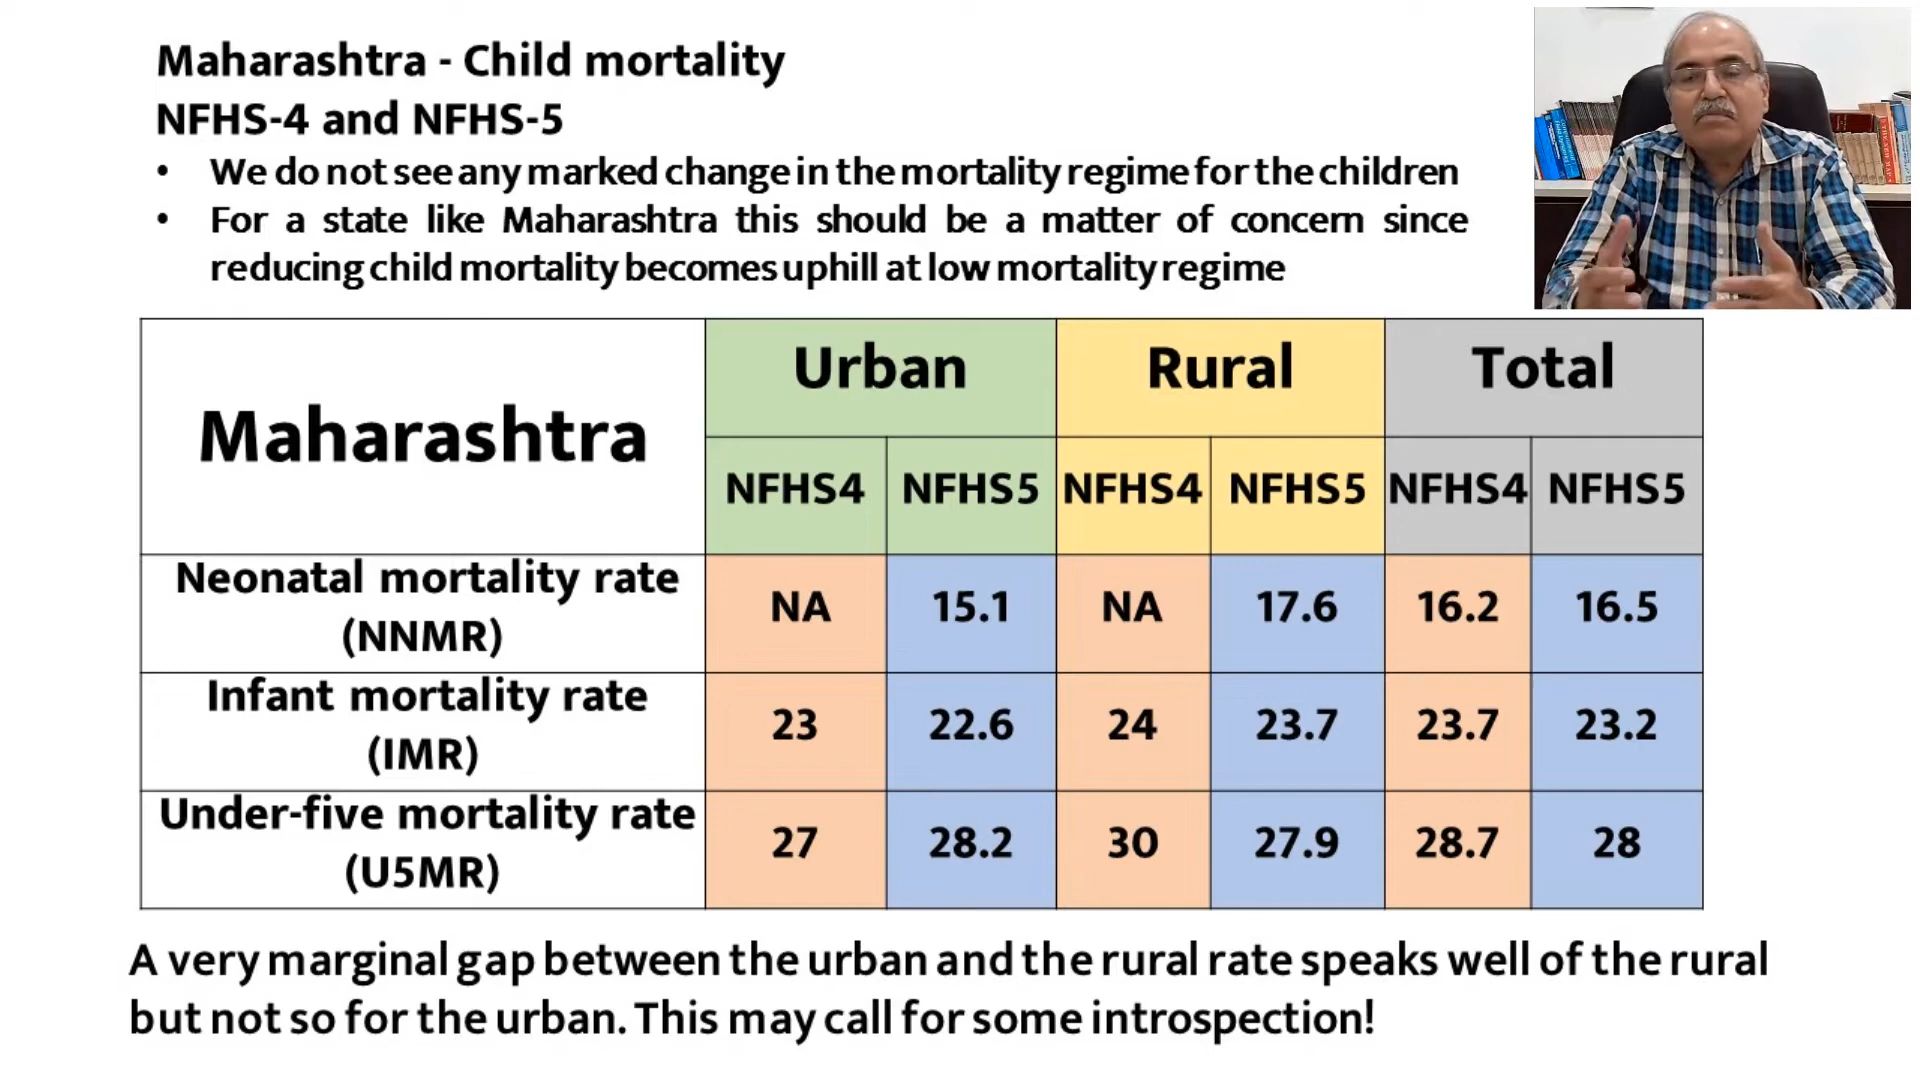 Maharashtra - Child mortality
NFHS-4 and NFHS-5
• We do not see any marked change in the mortality regime for the children
• For a state like Maharashtra this should be a matter of concern since
reducing child mortality becomes uphill at low mortality regime
Maharashtra
Urban Rural Total
NFHS4 NFHS5 NFHS4 NFHS5 NFHS4 NFHS5
Neonatal mortality rate
(NNMR)
NA 15.1 NA 17.6 16.2 16.5
Infant mortality rate
(IMR)
23 22.6 24 23.7 23.7 23.2
Under-five mortality rate
(U5MR)
27 28.2 30 27.9 28.7 28
A very marginal gap between the urban and the rural rate speaks well of the rural
but not so for the urban. This may call for some introspection!